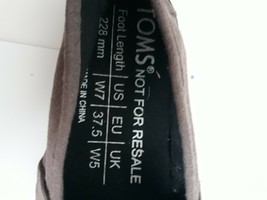 TOMS® NOT FOR RESALE
Foot Length US EU UK
228 mm W7 37.5 W5
MADE IN CHINA